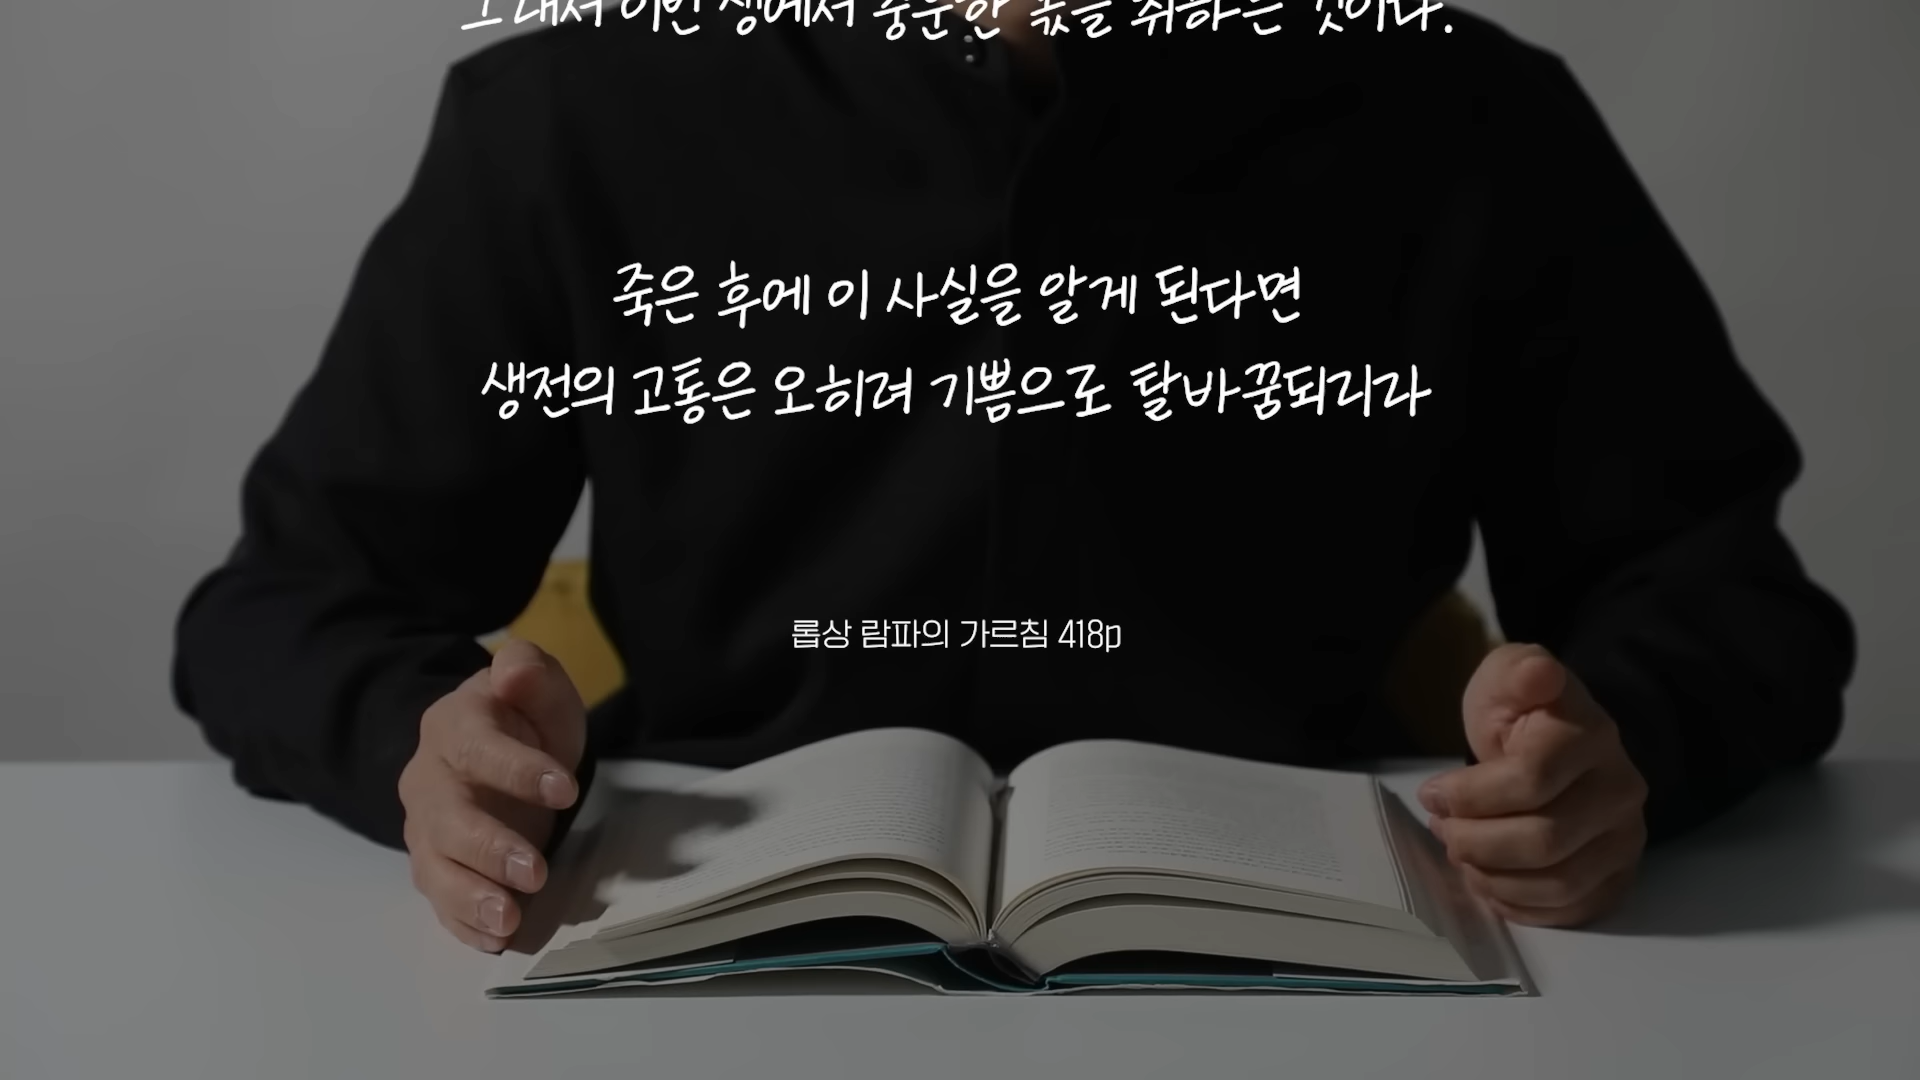 그래서 이번 생에서 충분한 몫을 취하는 것이다.
죽은 후에 이 사실을 알게 된다면
생전의 고통은 오히려 기쁨으로 탈바꿈되리라
롭상 람파의 가르침 418p